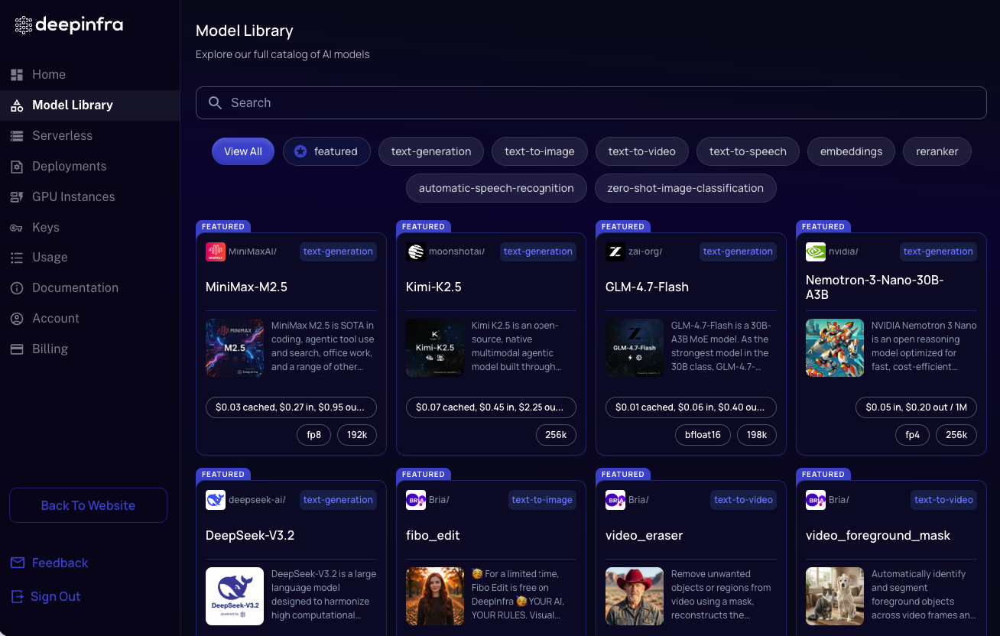 deepinfra
Home
Model Library
Serverless
Deployments
GPU Instances
Keys
Usage
Documentation
Account
Billing
Back To Website
Feedback
Sign Out
Model Library
Explore our full catalog of AI models
Search
View All
featured
text-generation
text-to-image
text-to-video
text-to-speech
embeddings
reranker
automatic-speech-recognition
zero-shot-image-classification
FEATURED
MiniMaxAI/
text-generation
MiniMax-M2.5
MINIMAX
M2.5
DeepInfra
MiniMax M2.5 is SOTA in
coding, agentic tool use
and search, office work,
and a range of other…
$0.03 cached, $0.27 in, $0.95 ou...
fp8
192k
FEATURED
moonshotai/
text-generation
Kimi-K2.5
Kimi-K2.5
Kimi K2.5 is an open-
source, native
multimodal agentic
model built through…
$0.07 cached, $0.45 in, $2.25 ou...
256k
FEATURED
zai-org/
text-generation
GLM-4.7-Flash
GLM-4.7-Flash
GLM-4.7-Flash is a 30B-
A3B MoE model. As the
strongest model in the
30B class, GLM-4.7-…
$0.01 cached, $0.06 in, $0.40 ou...
bfloat16
198k
FEATURED
nvidia/
text-generation
Nemotron-3-Nano-30B-
A3B
NVIDIA Nemotron 3 Nano
is an open reasoning
model optimized for
fast, cost-efficient…
$0.05 in, $0.20 out / 1M
fp4
256k
FEATURED
deepseek-ai/
text-generation
DeepSeek-V3.2
DeepSeek-V3.2
powered by
DeepSeek-V3.2 is a large
language model
designed to harmonize
high computational…
FEATURED
BRIA
Bria/
text-to-image
fibo_edit
🥳 For a limited time,
Fibo Edit is free on
DeepInfra 🥳 YOUR AI,
YOUR RULES. Visual…
FEATURED
BRIA
Bria/
text-to-video
video_eraser
Remove unwanted
objects or regions from
video using a mask,
reconstructs the…
FEATURED
BRIA
Bria/
text-to-video
video_foreground_mask
Automatically identify
and segment
foreground objects
across video frames an…